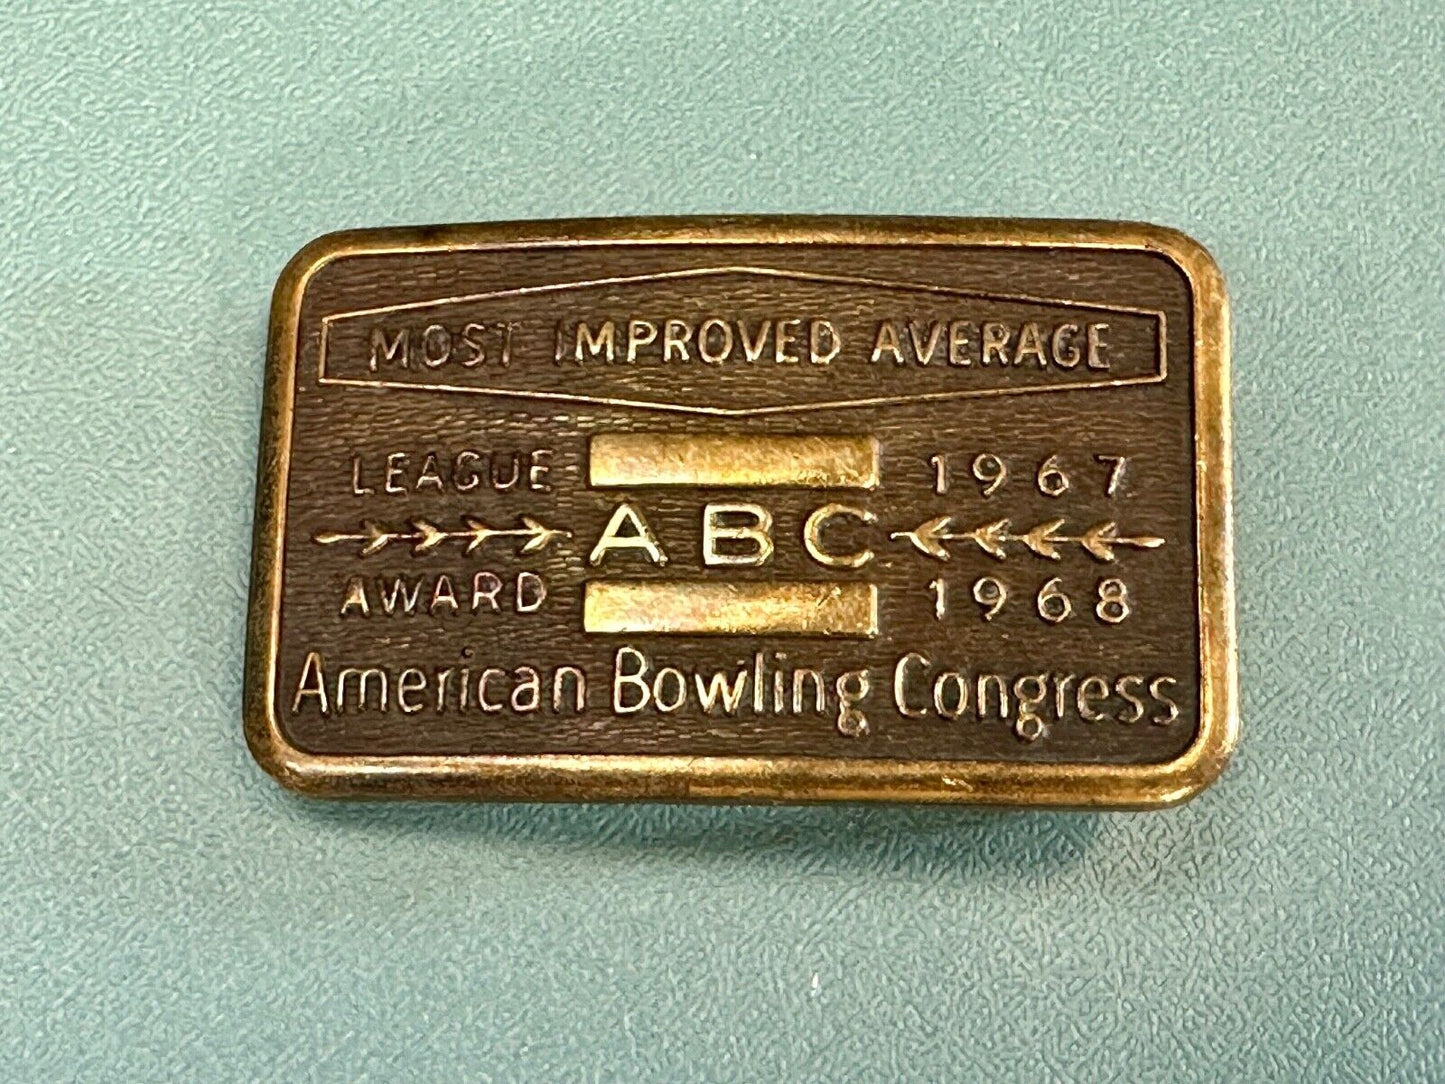 MOST IMPROVED AVERAGE
LEAGUE 1967
ABC
AWARD 1968
American Bowling Congress